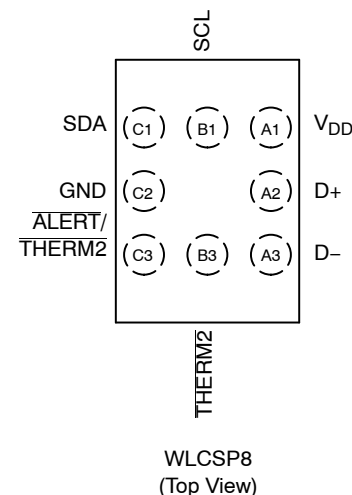 SCL
SDA C1 B1 A1 VDD
GND C2 A2 D+
ALERT/
THERM2 C3 B3 A3 D−
THERM2
WLCSP8
(Top View)